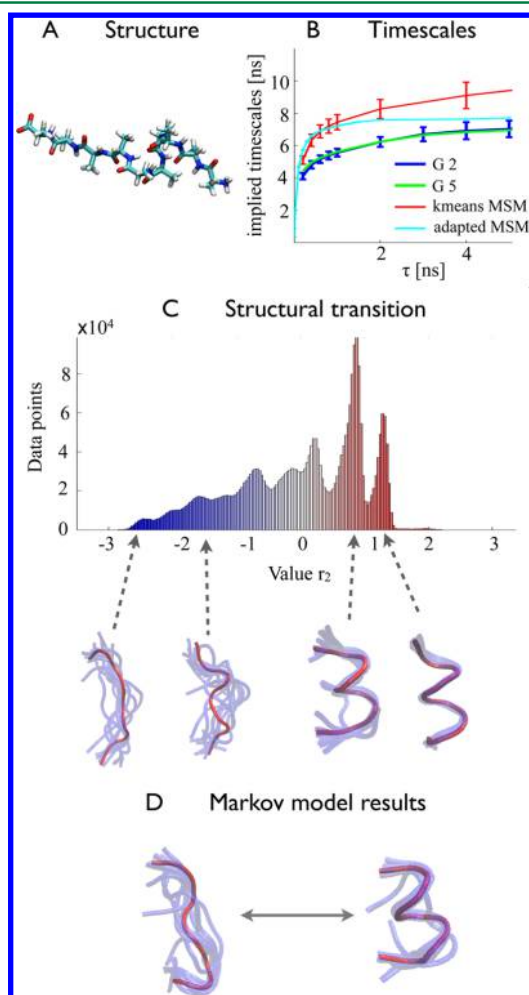 A Structure
B Timescales
implied timescales [ns]
10
8
6
4
2
G 2
G 5
kmeans MSM
adapted MSM
2
4
τ [ns]
C Structural transition
x10⁴
8
6
4
2
0
Data points
-3 -2 -1 0 1 2 3
Value r₂
D Markov model results